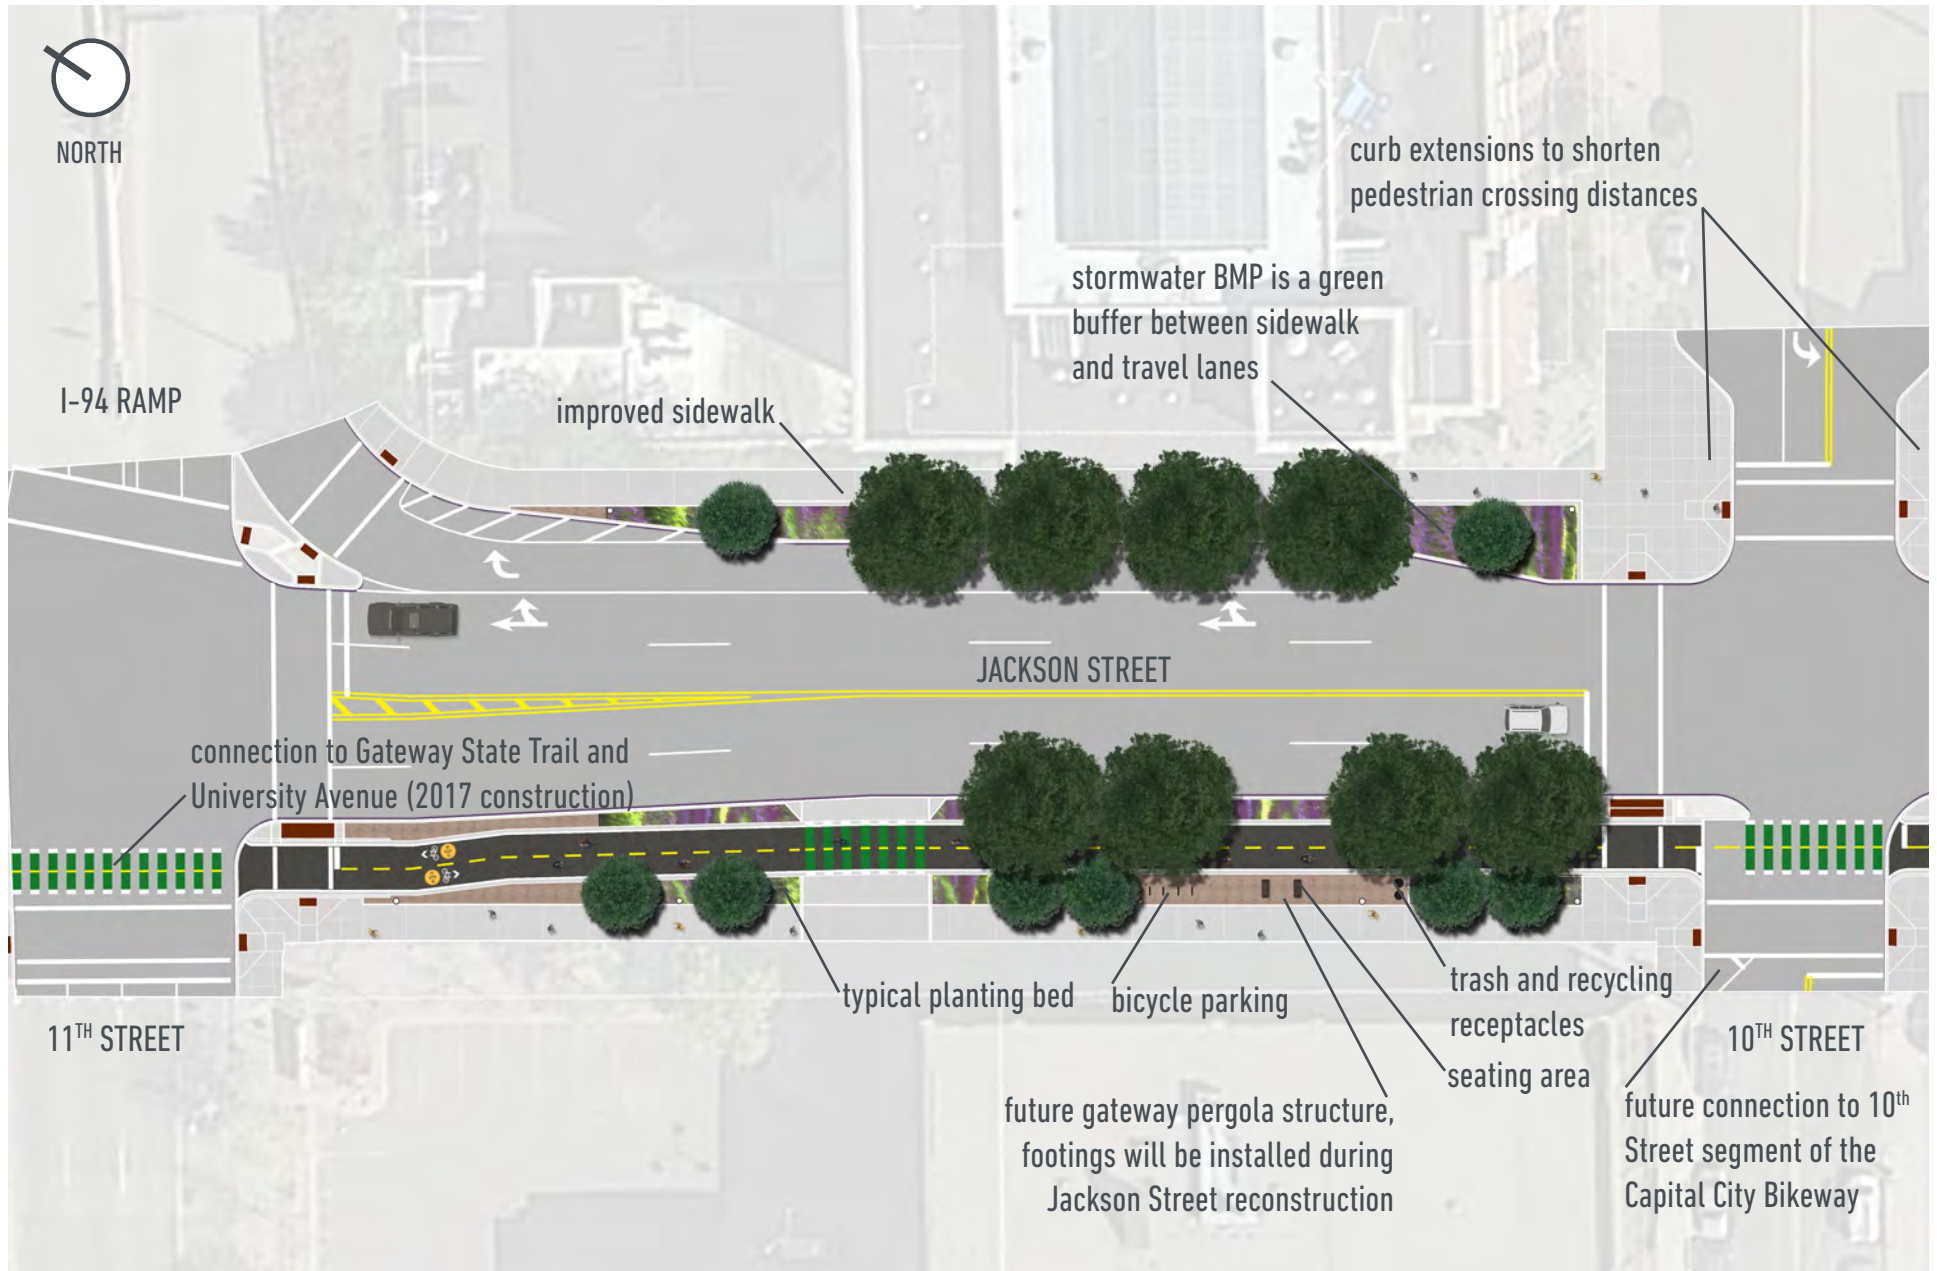 NORTH
curb extensions to shorten
pedestrian crossing distances
stormwater BMP is a green
buffer between sidewalk
and travel lanes
I-94 RAMP
improved sidewalk
JACKSON STREET
connection to Gateway State Trail and
University Avenue (2017 construction)
typical planting bed
bicycle parking
trash and recycling
receptacles
seating area
11TH STREET
10TH STREET
future gateway pergola structure,
footings will be installed during
Jackson Street reconstruction
future connection to 10th
Street segment of the
Capital City Bikeway